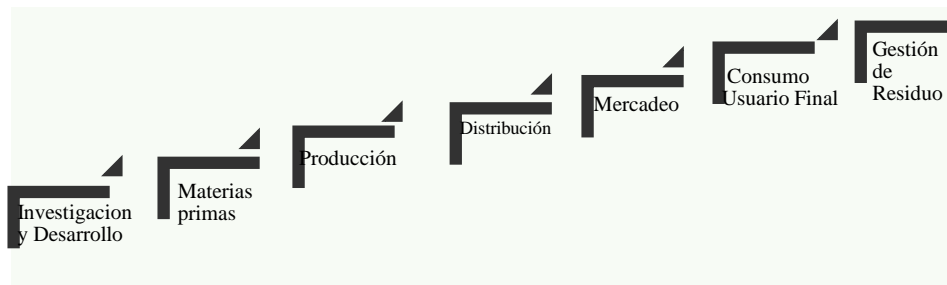 Investigacion
y Desarrollo
Materias
primas
Producción
Distribución
Mercadeo
Consumo
Usuario Final
Gestión
de
Residuo